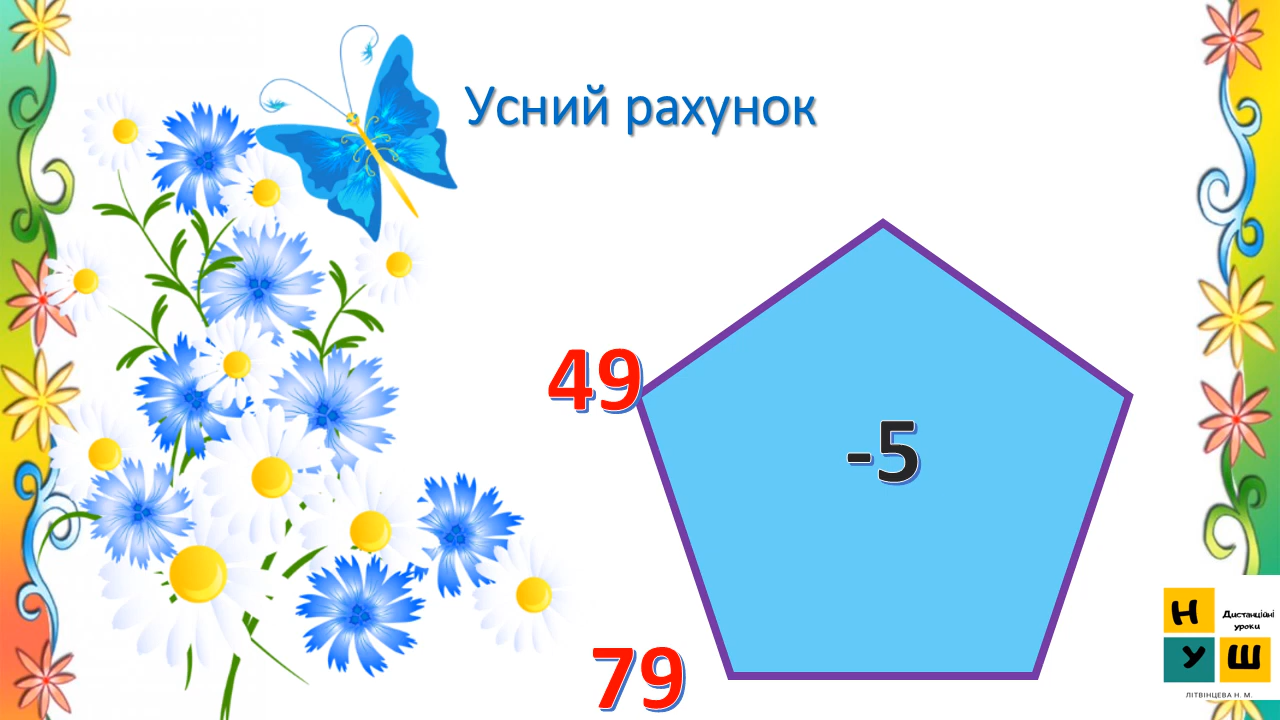 Усний рахунок
49
-5
79
Н
Дистанційні
уроки
У Ш
ЛІТВІНЦЕВА Н. М.